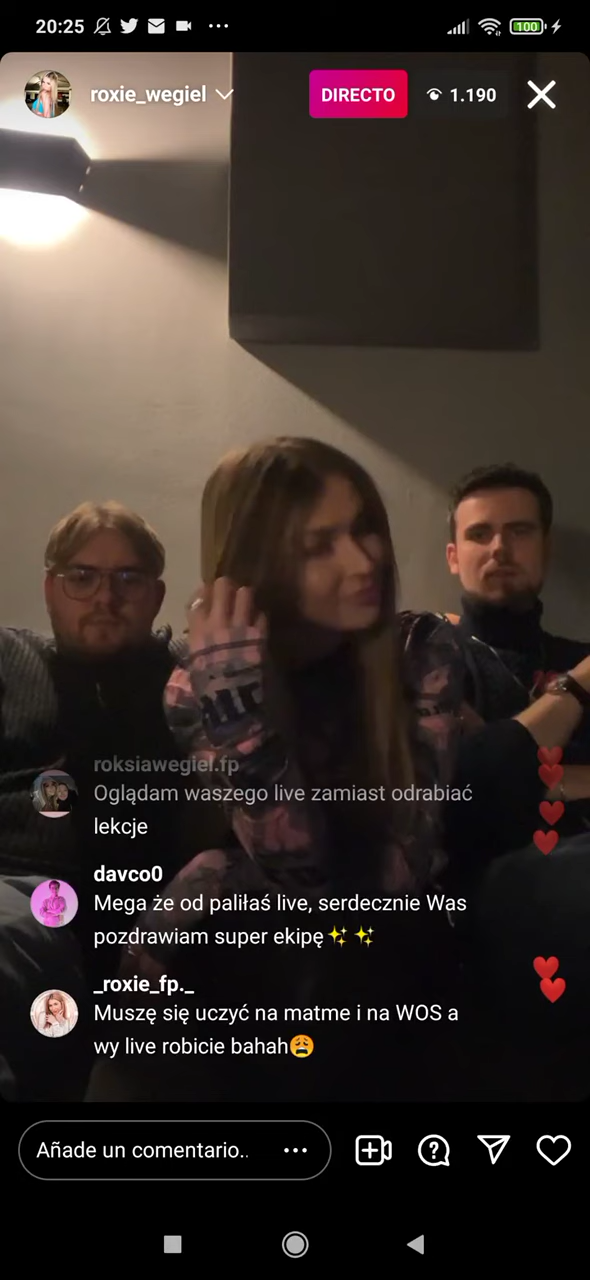 20:25
100
roxie_wegiel
DIRECTO
1.190
roksiawegiel.fp
Oglądam waszego live zamiast odrabiać
lekcje
davco0
Mega że od paliłaś live, serdecznie Was
pozdrawiam super ekipę✨✨
_roxie_fp._
Muszę się uczyć na matmę i na WOS a
wy live robicie bahah😩
Añade un comentario..